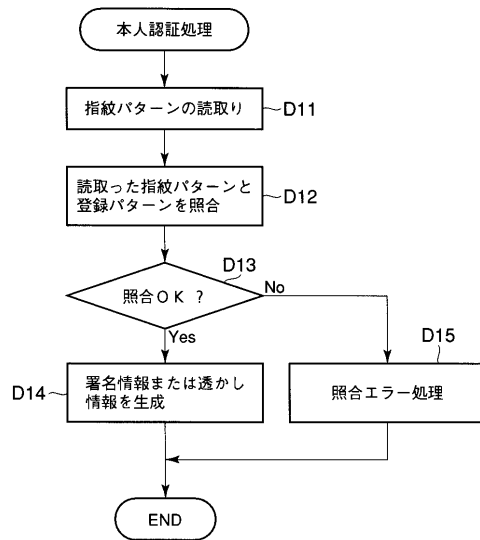 本人認証処理
指紋パターンの読取り
D11
読取った指紋パターンと
登録パターンを照合
D12
D13
照合OK ?
No
Yes
D15
D14
署名情報または透かし
情報を生成
照合エラー処理
END